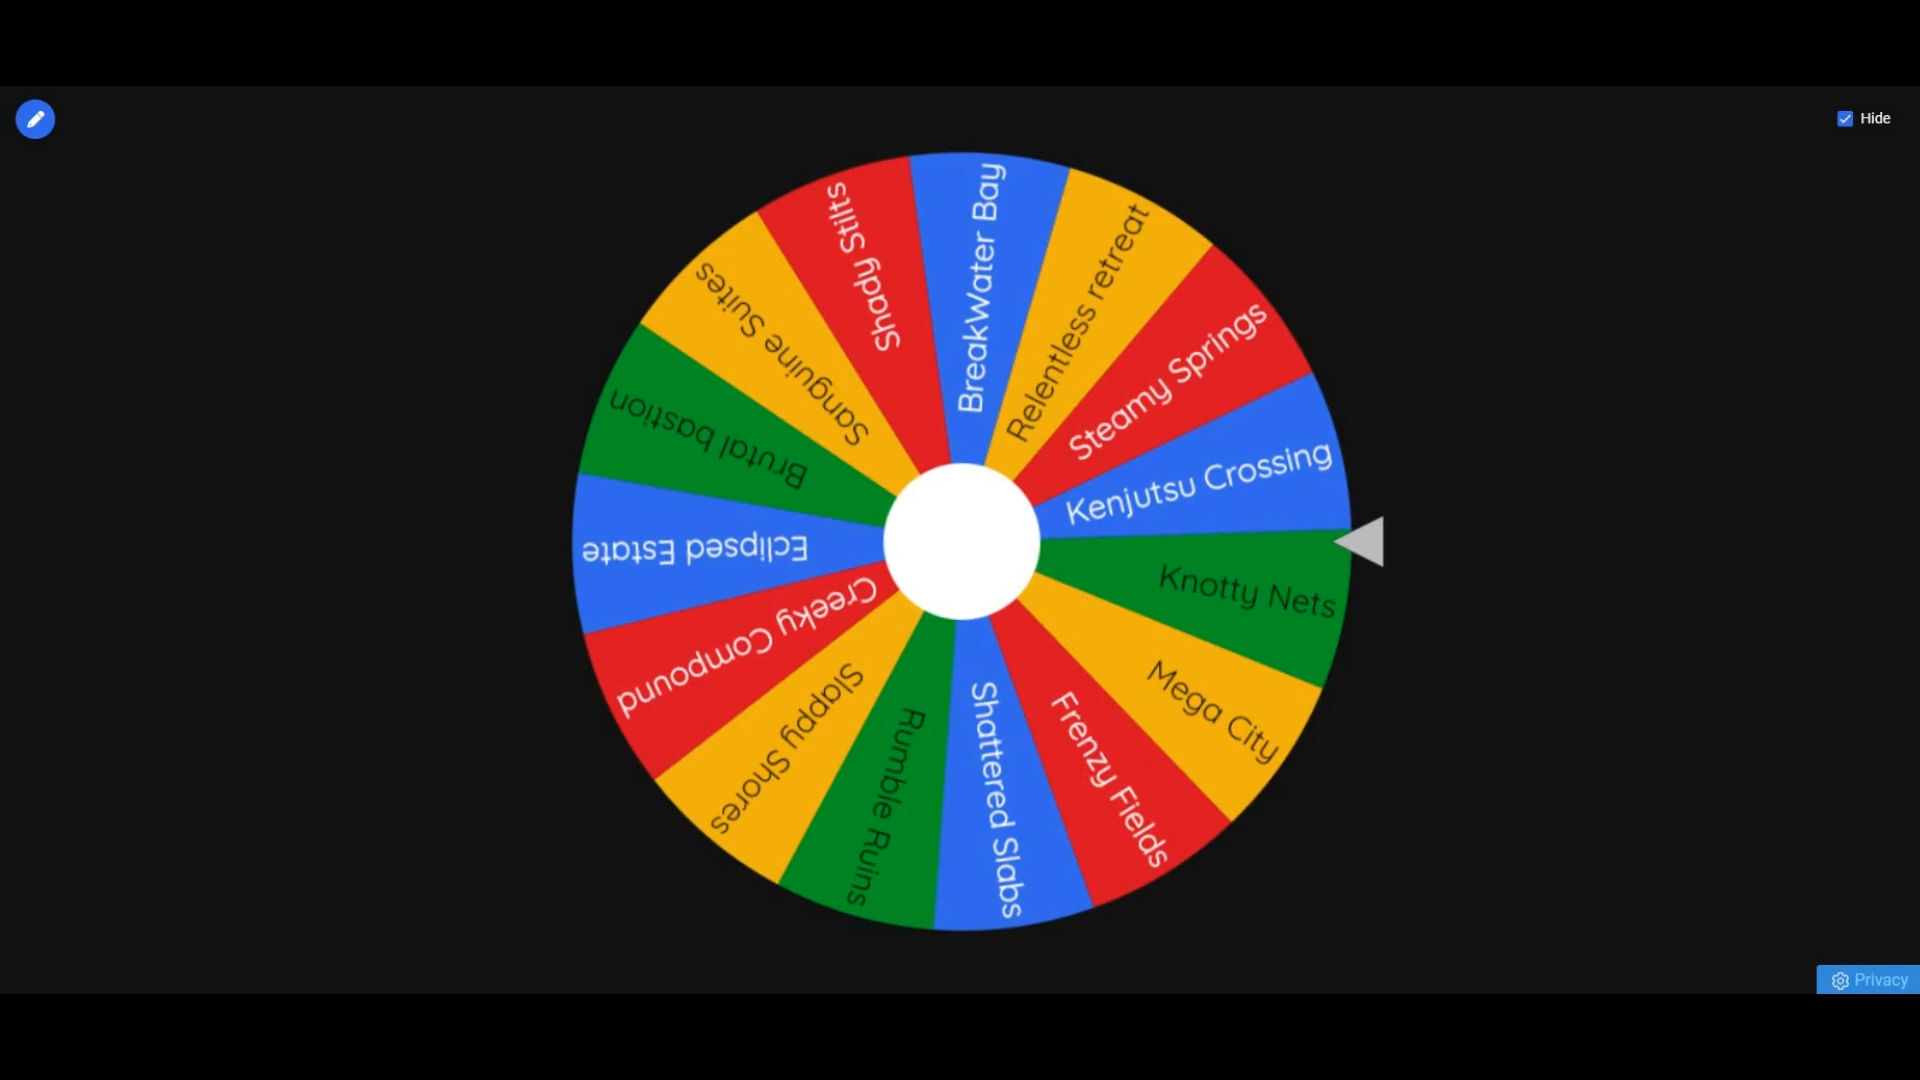 Hide
BreakWater Bay
Relentless retreat
Steamy Springs
Kenjutsu Crossing
Knotty Nets
Mega City
Frenzy Fields
Shattered Slabs
Rumble Ruins
Slappy Shores
Creeky Compound
Eclipsed Estate
Brutal bastion
Sanguine Suites
Shady Stilts
Privacy